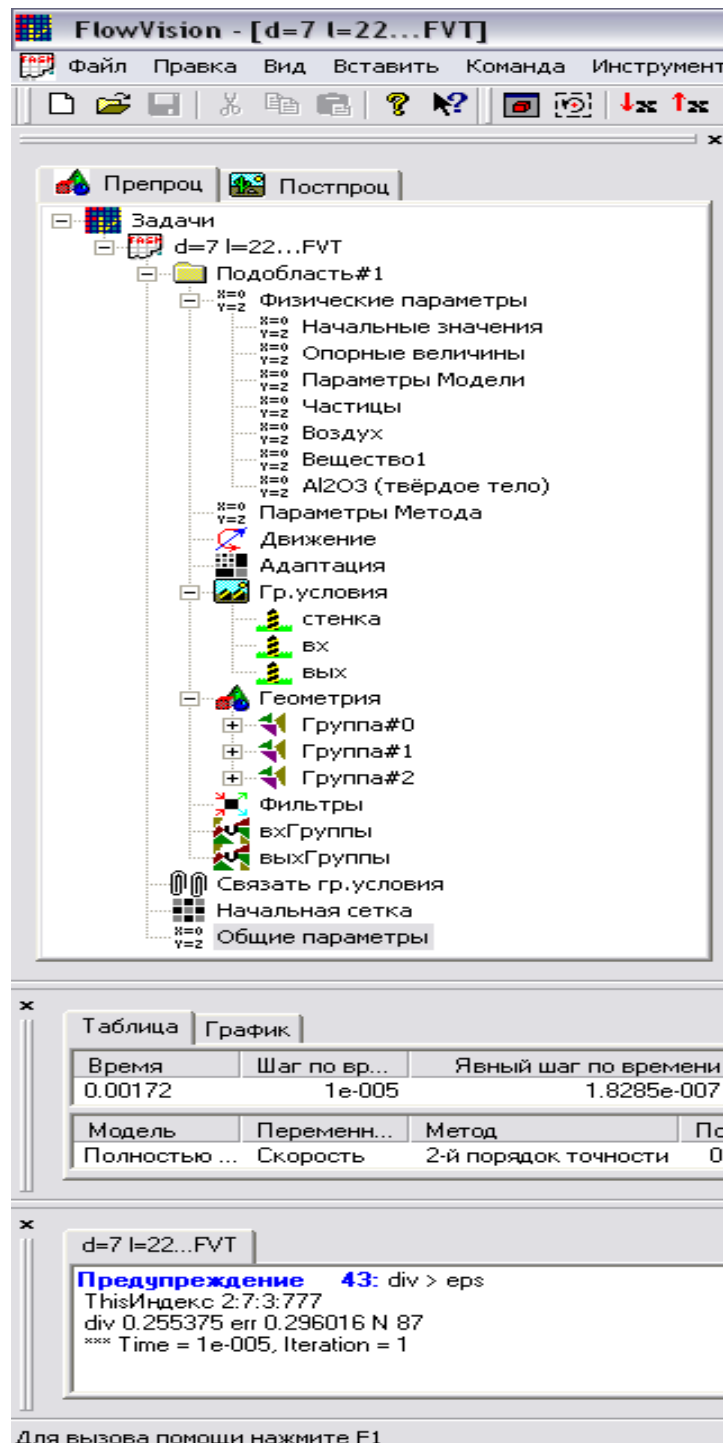 FlowVision - [d=7 l=22...FVT]
Файл Правка Вид Вставить Команда Инструмент
Препроц Постпроц
Задачи
d=7 l=22...FVT
Подобласть#1
Физические параметры
Начальные значения
Опорные величины
Параметры Модели
Частицы
Воздух
Вещество1
Al2O3 (твёрдое тело)
Параметры Метода
Движение
Адаптация
Гр.условия
стенка
вх
вых
Геометрия
Группа#0
Группа#1
Группа#2
Фильтры
вхГруппы
выхГруппы
Связать гр.условия
Начальная сетка
Общие параметры
Таблица График
Время Шаг по вр... Явный шаг по времени
0.00172 1e-005 1.8285e-007
Модель Переменн... Метод По
Полностью ... Скорость 2-й порядок точности 0
d=7 l=22...FVT
Предупреждение 43: div > eps
ThisИндекс 2:7:3:777
div 0.255375 err 0.296016 N 87
*** Time = 1e-005, Iteration = 1
Для вызова помощи нажмите F1